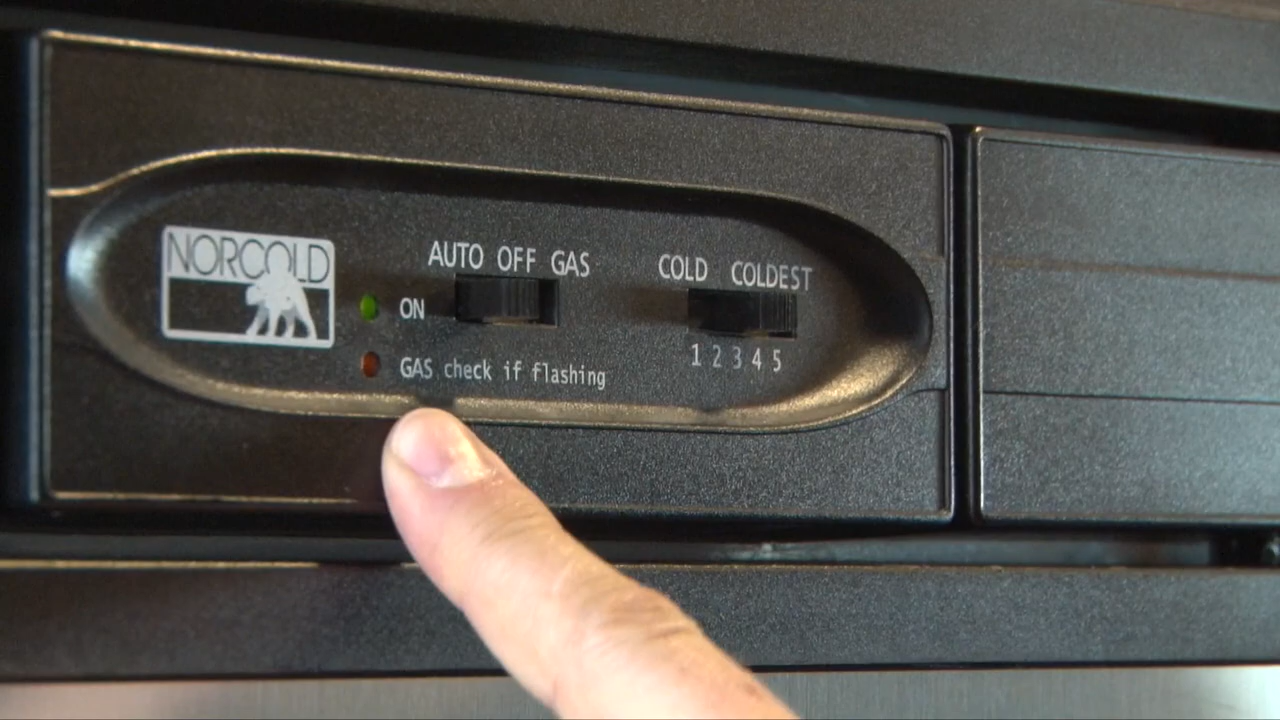 NORCOLD
AUTO OFF GAS
COLD COLDEST
ON
1 2 3 4 5
GAS check if flashing